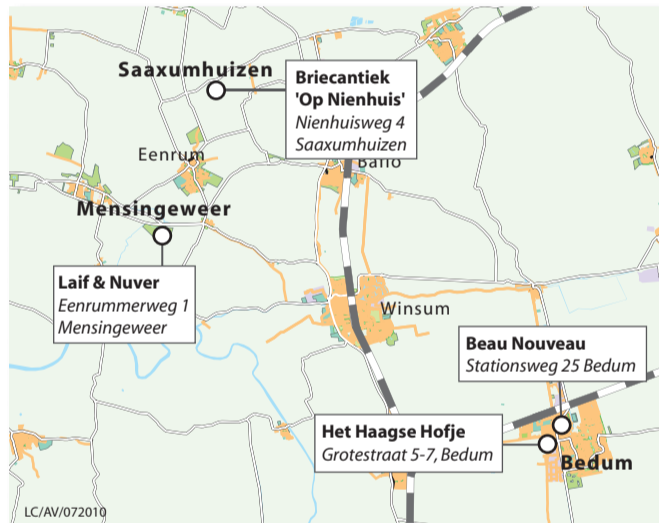 Saaxumhuizen
Briecantiek
'Op Nienhuis'
Nienhuisweg 4
Saaxumhuizen
Eenrum
Baflo
Mensingeweer
Laif & Nuver
Eenrummerweg 1
Mensingeweer
Winsum
Beau Nouveau
Stationsweg 25 Bedum
Het Haagse Hofje
Grotestraat 5-7, Bedum
Bedum
LC/AV/072010